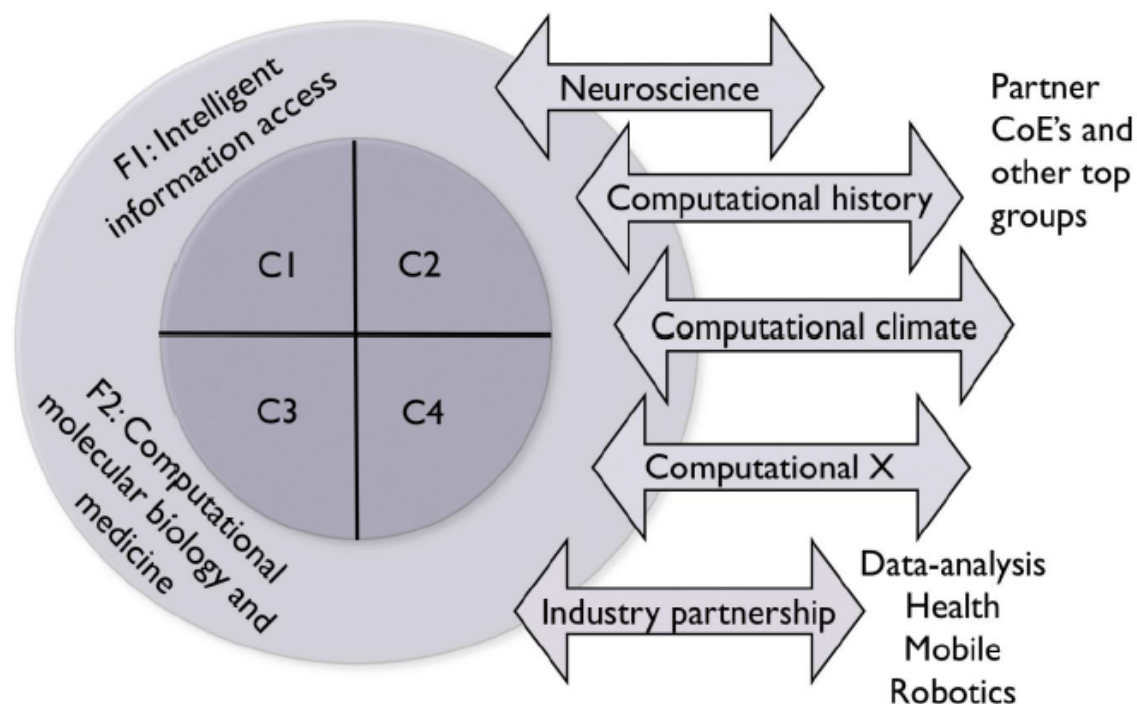 F1: Intelligent
information access
C1
C2
C3
C4
F2: Computational
molecular biology and
medicine
Neuroscience
Computational history
Computational climate
Computational X
Industry partnership
Partner
CoE's and
other top
groups
Data-analysis
Health
Mobile
Robotics